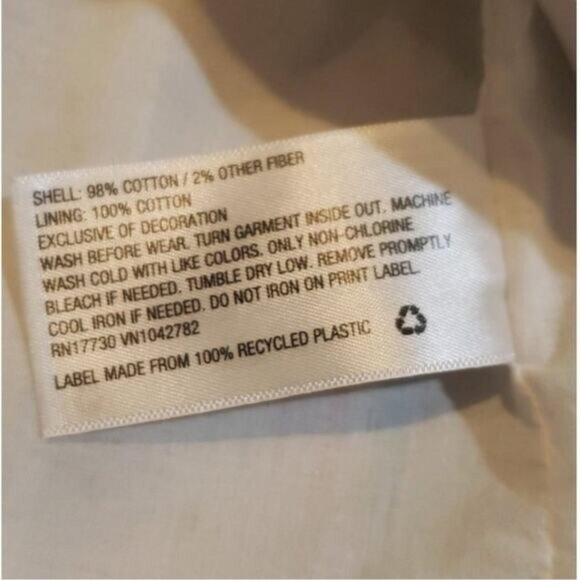 SHELL: 98% COTTON / 2% OTHER FIBER
LINING: 100% COTTON
EXCLUSIVE OF DECORATION
WASH BEFORE WEAR. TURN GARMENT INSIDE OUT. MACHINE
WASH COLD WITH LIKE COLORS. ONLY NON-CHLORINE
BLEACH IF NEEDED. TUMBLE DRY LOW. REMOVE PROMPTLY
COOL IRON IF NEEDED. DO NOT IRON ON PRINT LABEL
RN17730 VN1042782
LABEL MADE FROM 100% RECYCLED PLASTIC